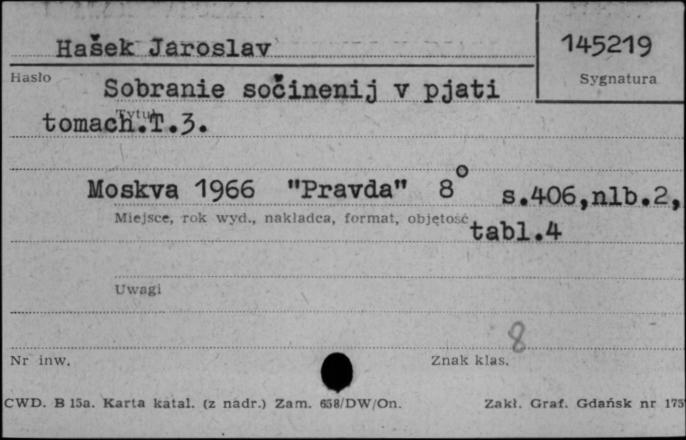 Hašek Jaroslav
145219
Hasło
Sygnatura
Sobranie sočinenij v pjati
Tytuł
tomach.T.3.
Moskva 1966 "Pravda" 8° s.406,nlb.2,
Miejsce, rok wyd., nakładca, format, objętość
tabl.4
Uwagi
8
Nr inw.
Znak klas.
CWD. B 15a. Karta katal. (z nadr.) Zam. 658/DW/On.
Zakł. Graf. Gdańsk nr 175